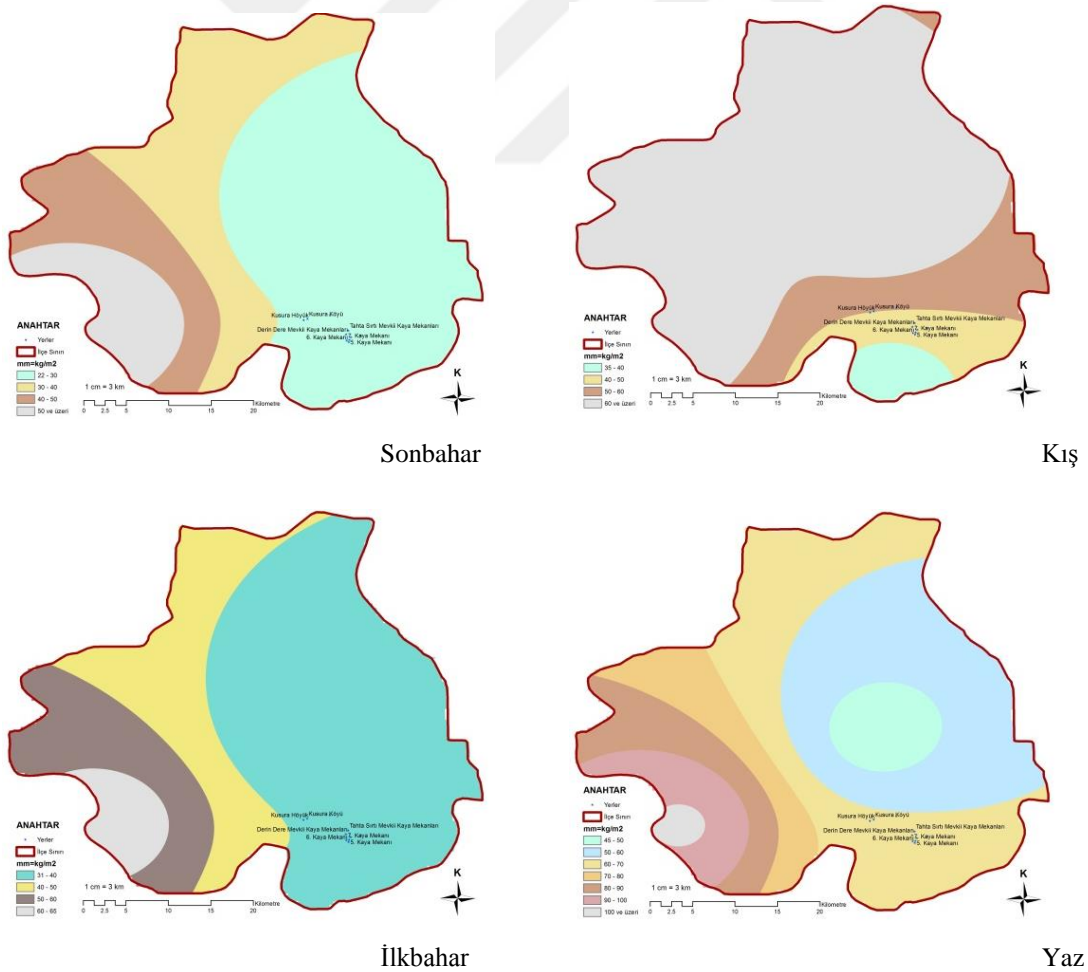 Kusura Höyük Kusura Köyü
Derin Dere Mevkii Kaya Mekanları Tahta Sırtı Mevkii Kaya Mekanları
6. Kaya Mekanı Kaya Mekanı
5. Kaya Mekanı
ANAHTAR
Yerler
İlçe Sınırı
mm=kg/m2
22 - 30
30 - 40
40 - 50
50 ve üzeri
1 cm = 3 km
0 2.5 5 10 15 20
Kilometre
K
Sonbahar
Kusura Höyük Kusura Köyü
Derin Dere Mevkii Kaya Mekanları Tahta Sırtı Mevkii Kaya Mekanları
6. Kaya Mekanı Kaya Mekanı
5. Kaya Mekanı
ANAHTAR
Yerler
İlçe Sınırı
mm=kg/m2
35 - 40
40 - 50
50 - 60
60 ve üzeri
1 cm = 3 km
0 2.5 5 10 15 20
Kilometre
K
Kış
Kusura Höyük Kusura Köyü
Derin Dere Mevkii Kaya Mekanları Tahta Sırtı Mevkii Kaya Mekanları
6. Kaya Mekanı Kaya Mekanı
5. Kaya Mekanı
ANAHTAR
Yerler
İlçe Sınırı
mm=kg/m2
31 - 40
40 - 50
50 - 60
60 - 65
1 cm = 3 km
0 2.5 5 10 15 20
Kilometre
K
İlkbahar
Kusura Höyük Kusura Köyü
Derin Dere Mevkii Kaya Mekanları Tahta Sırtı Mevkii Kaya Mekanları
6. Kaya Mekanı Kaya Mekanı
5. Kaya Mekanı
ANAHTAR
Yerler
İlçe Sınırı
mm=kg/m2
45 - 50
50 - 60
60 - 70
70 - 80
80 - 90
90 - 100
100 ve üzeri
1 cm = 3 km
0 2.5 5 10 15 20
Kilometre
K
Yaz